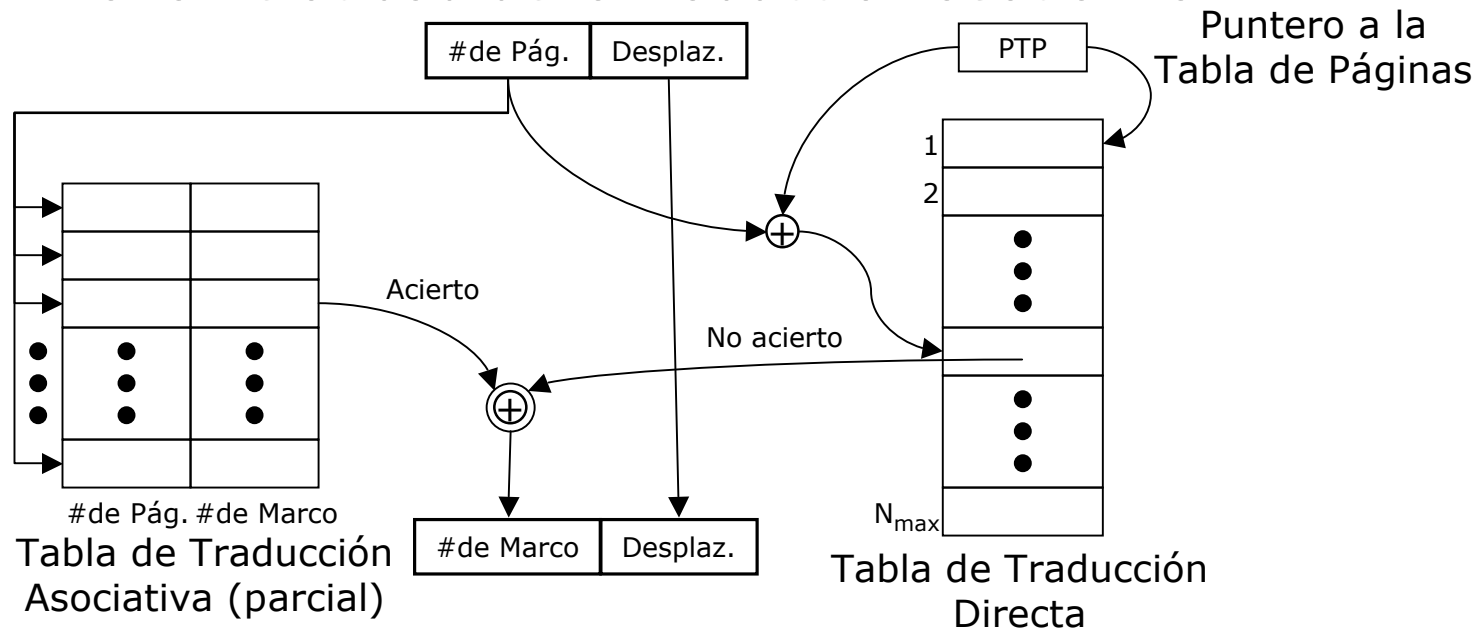 #de Pág. Desplaz.
PTP
Puntero a la
Tabla de Páginas
1
2
Acierto
No acierto
#de Pág. #de Marco
Tabla de Traducción
Asociativa (parcial)
#de Marco Desplaz.
Nmax
Tabla de Traducción
Directa